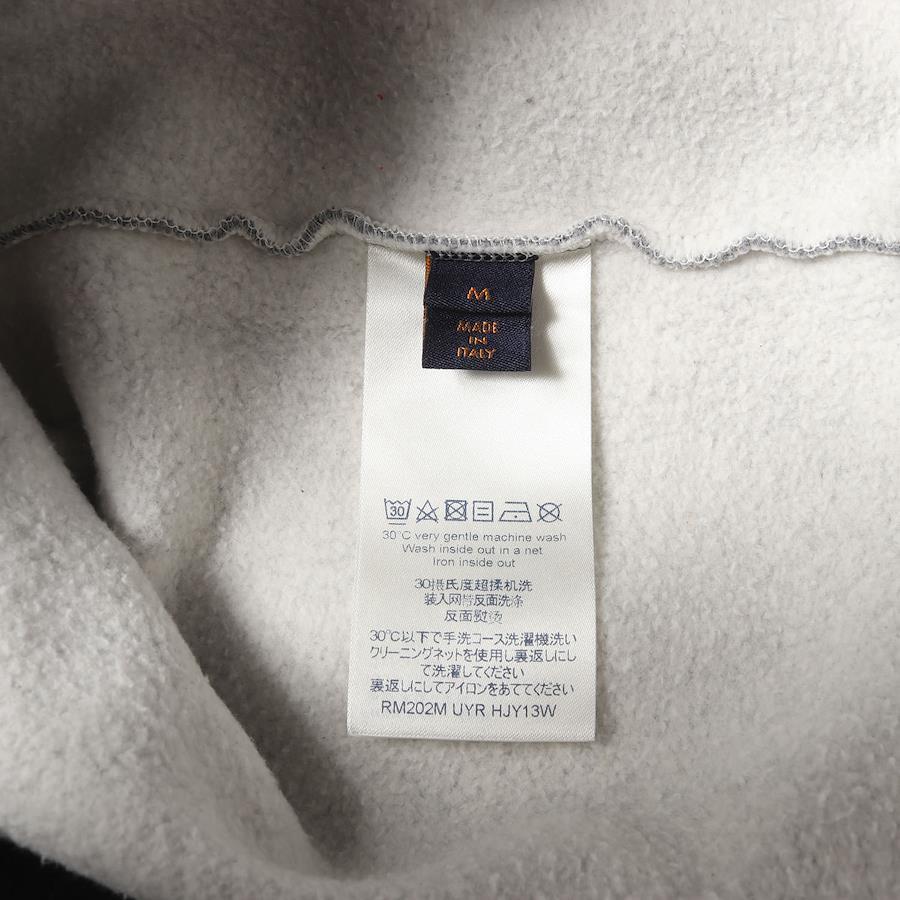 M
MADE
IN
ITALY
30
30°C very gentle machine wash
Wash inside out in a net
Iron inside out
30摄氏度超柔机洗
装入网带反面洗涤
反面熨烫
30℃以下で手洗コース洗濯機洗い
クリーニングネットを使用し裏返しにし
て洗濯してください
裏返しにしてアイロンをあててください
RM202M UYR HJY13W